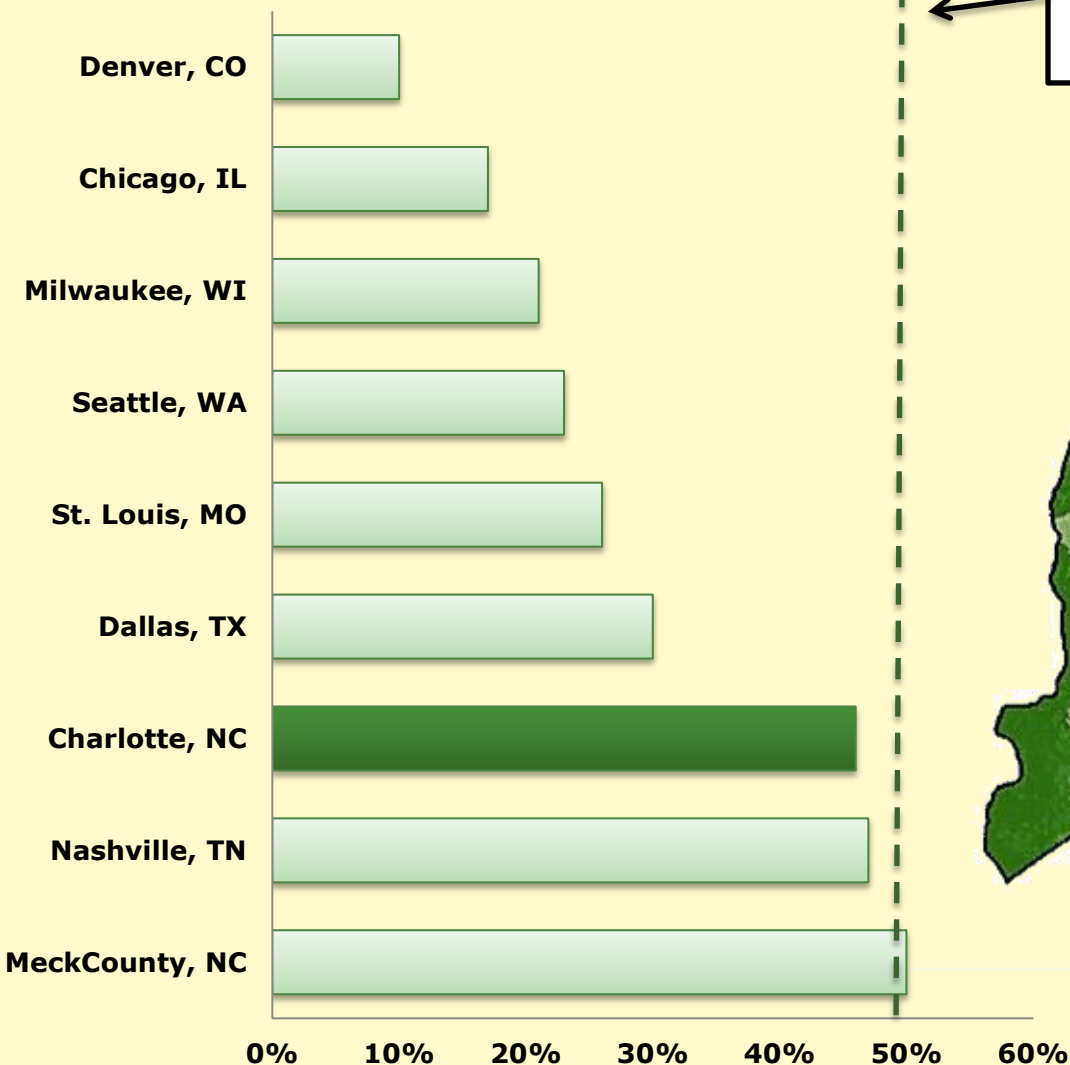 Denver, CO
Chicago, IL
Milwaukee, WI
Seattle, WA
St. Louis, MO
Dallas, TX
Charlotte, NC
Nashville, TN
MeckCounty, NC
0% 10% 20% 30% 40% 50% 60%